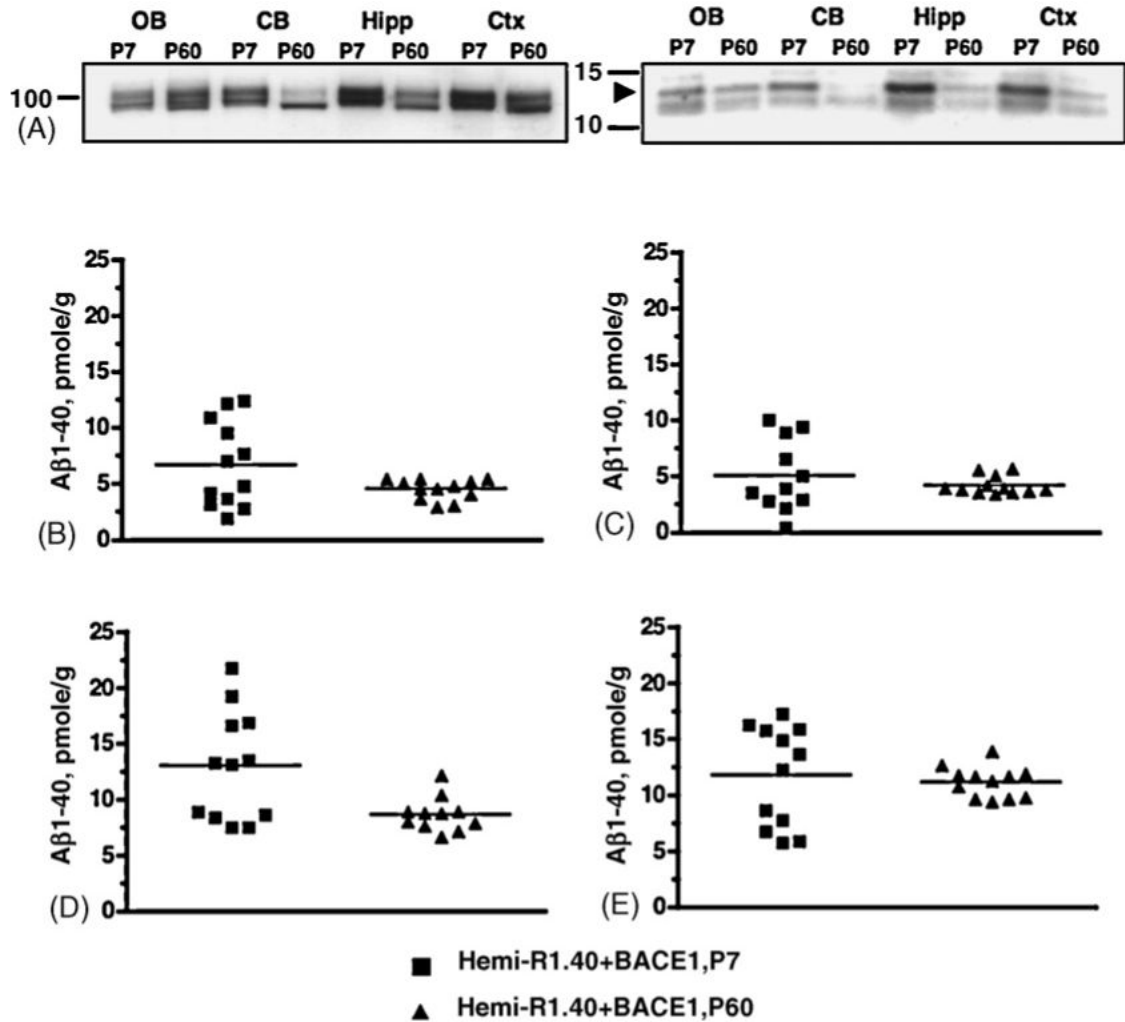 OB CB Hipp Ctx
P7 P60 P7 P60 P7 P60 P7 P60
100
(A)
OB CB Hipp Ctx
P7 P60 P7 P60 P7 P60 P7 P60
15
10
25
20
15
10
5
0
Aβ1-40, pmole/g
(B)
25
20
15
10
5
0
Aβ1-40, pmole/g
(C)
25
20
15
10
5
0
Aβ1-40, pmole/g
(D)
25
20
15
10
5
0
Aβ1-40, pmole/g
(E)
Hemi-R1.40+BACE1,P7
Hemi-R1.40+BACE1,P60